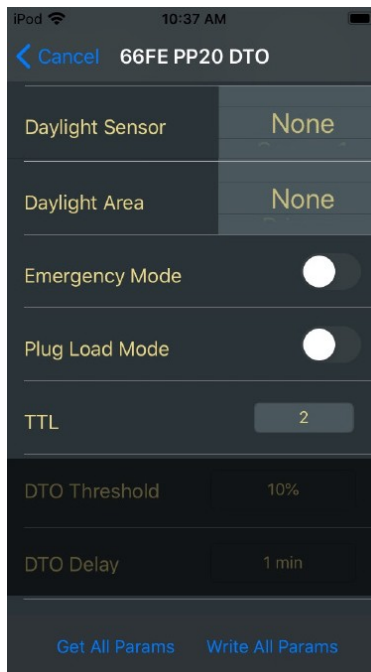 iPod 10:37 AM
Cancel 66FE PP20 DTO
Daylight Sensor None
Daylight Area None
Emergency Mode
Plug Load Mode
TTL 2
DTO Threshold 10%
DTO Delay 1 min
Get All Params Write All Params